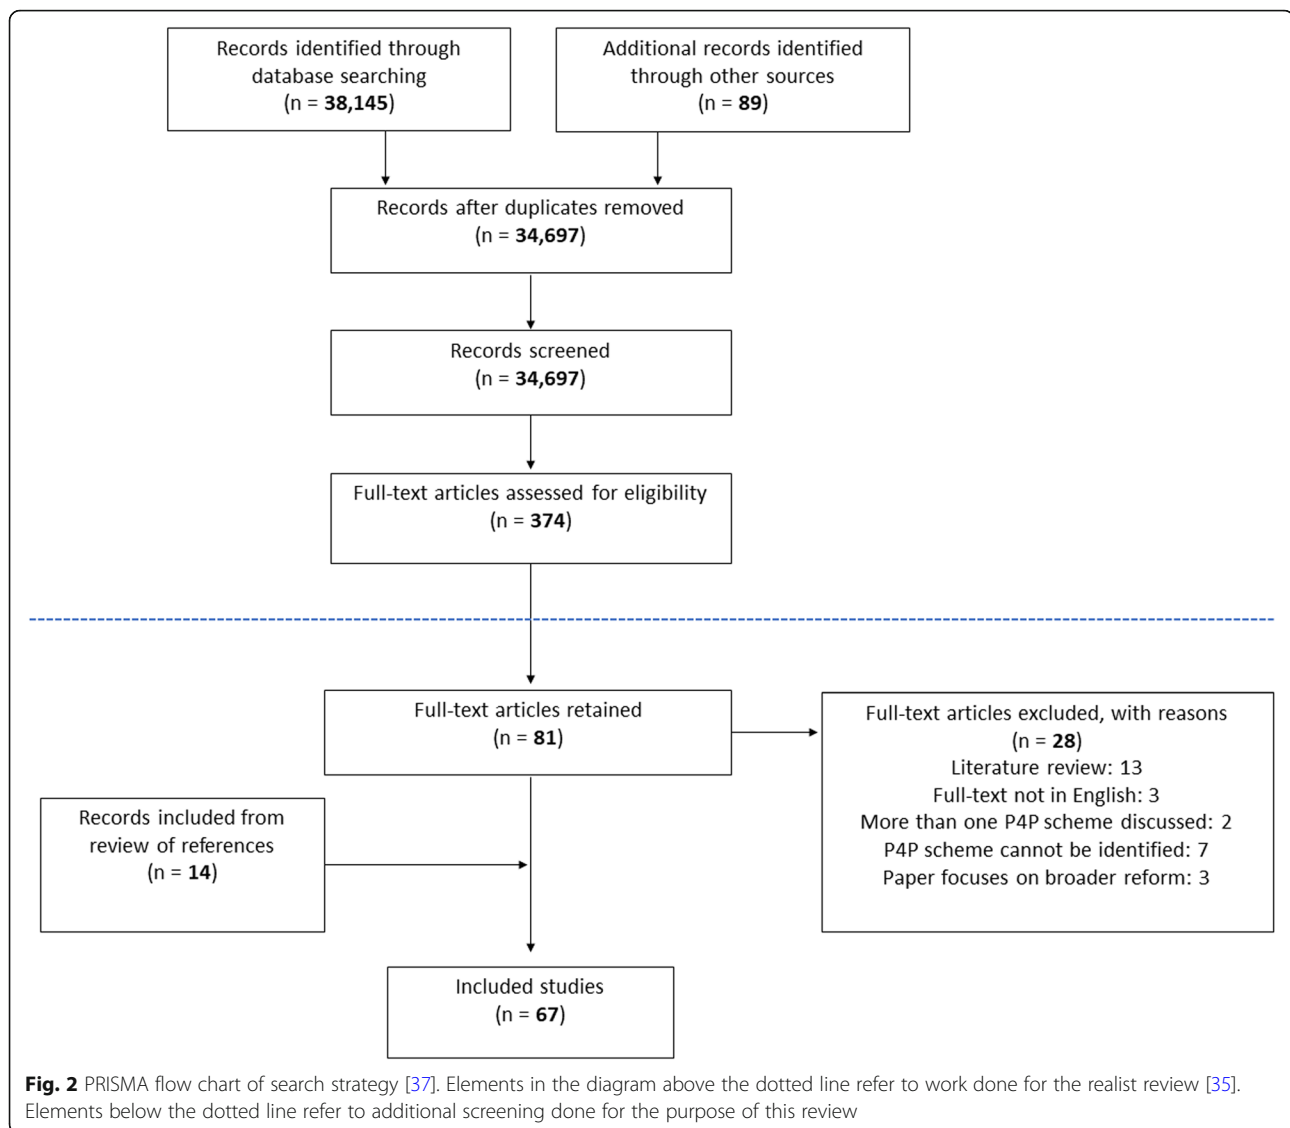 Records identified through
database searching
(n = 38,145)
Additional records identified
through other sources
(n = 89)
Records after duplicates removed
(n = 34,697)
Records screened
(n = 34,697)
Full-text articles assessed for eligibility
(n = 374)
Full-text articles retained
(n = 81)
Full-text articles excluded, with reasons
(n = 28)
Literature review: 13
Full-text not in English: 3
More than one P4P scheme discussed: 2
P4P scheme cannot be identified: 7
Paper focuses on broader reform: 3
Records included from
review of references
(n = 14)
Included studies
(n = 67)
Fig. 2 PRISMA flow chart of search strategy [37]. Elements in the diagram above the dotted line refer to work done for the realist review [35].
Elements below the dotted line refer to additional screening done for the purpose of this review